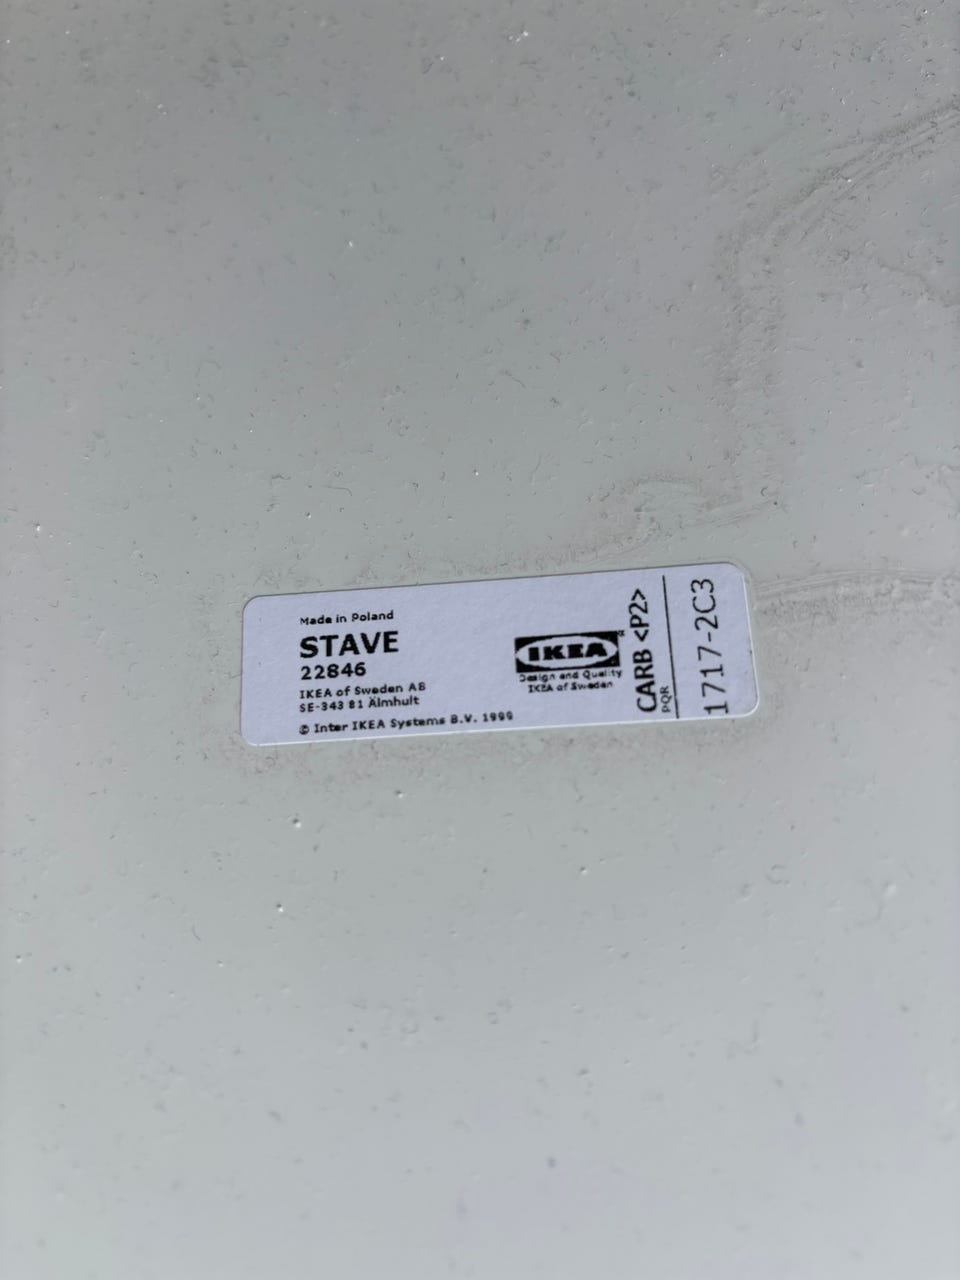 Made in Poland
STAVE
22846
IKEA of Sweden AB
SE-343 81 Älmhult
© Inter IKEA Systems B.V. 1999
IKEA®
Design and Quality
IKEA of Sweden
CARB <P2>
PQR
1717-2C3